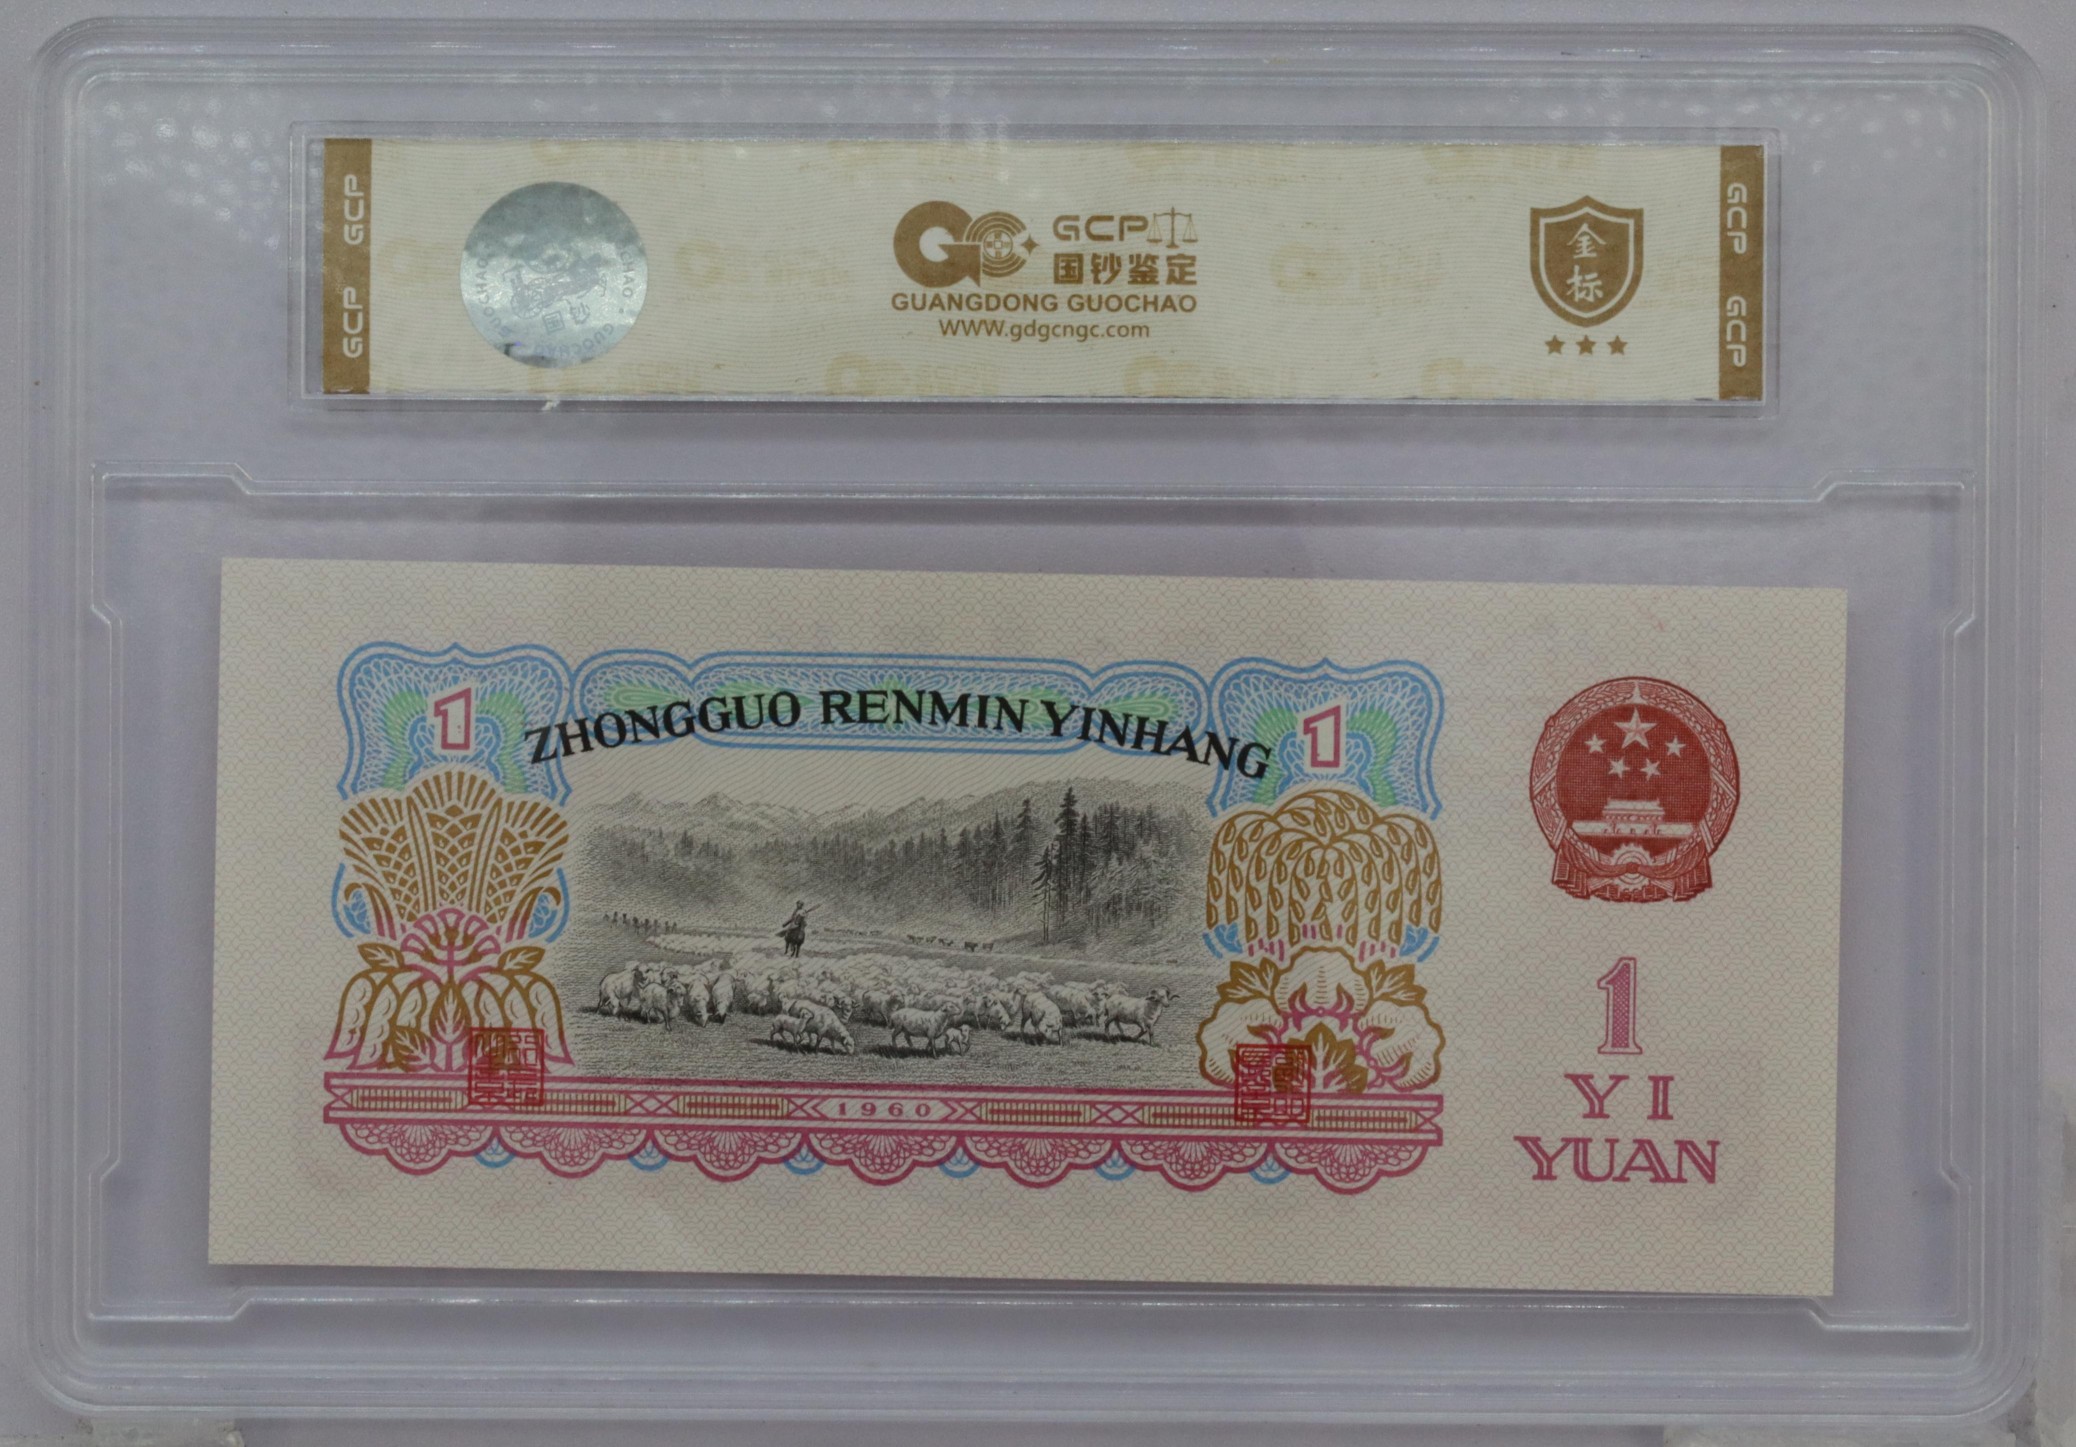 GCP GCP
GCP
国钞鉴定
GUANGDONG GUOCHAO
WWW.gdgcngc.com
金
标
GCP GCP
ZHONGGUO RENMIN YINHANG
1
1
1960
1
YI
YUAN